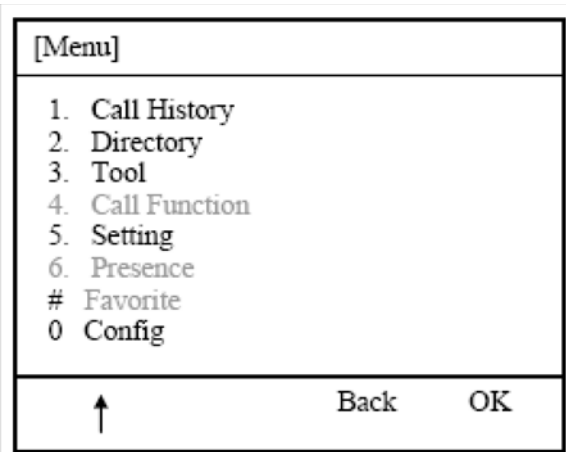 [Menu]
1. Call History
2. Directory
3. Tool
4. Call Function
5. Setting
6. Presence
# Favorite
0 Config
Back OK